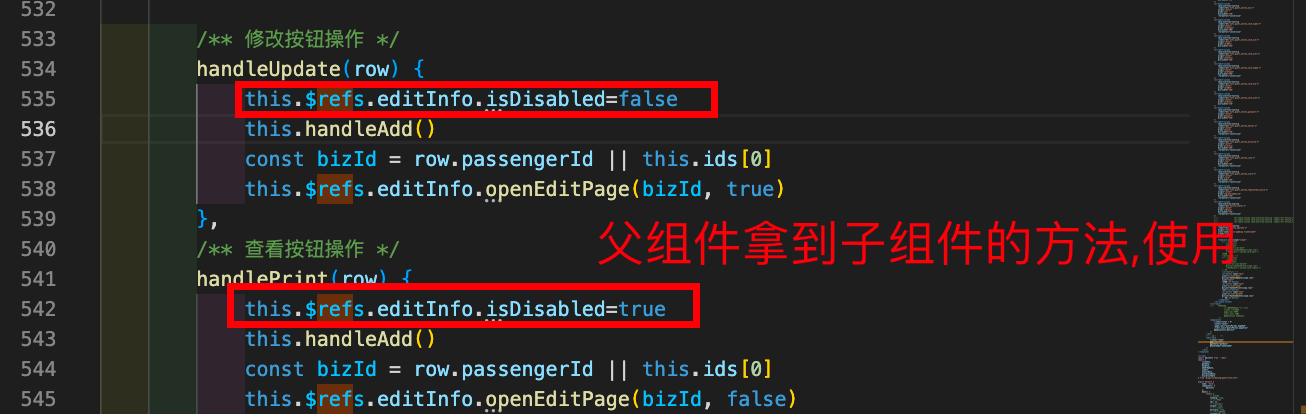 532
533 /** 修改按钮操作 */
534 handleUpdate(row) {
535 this.$refs.editInfo.isDisabled=false
536 this.handleAdd()
537 const bizId = row.passengerId || this.ids[0]
538 this.$refs.editInfo.openEditPage(bizId, true)
539 },
540 /** 查看按钮操作 */
父组件拿到子组件的方法,使用
541 handlePrint(row) {
542 this.$refs.editInfo.isDisabled=true
543 this.handleAdd()
544 const bizId = row.passengerId || this.ids[0]
545 this.$refs.editInfo.openEditPage(bizId, false)